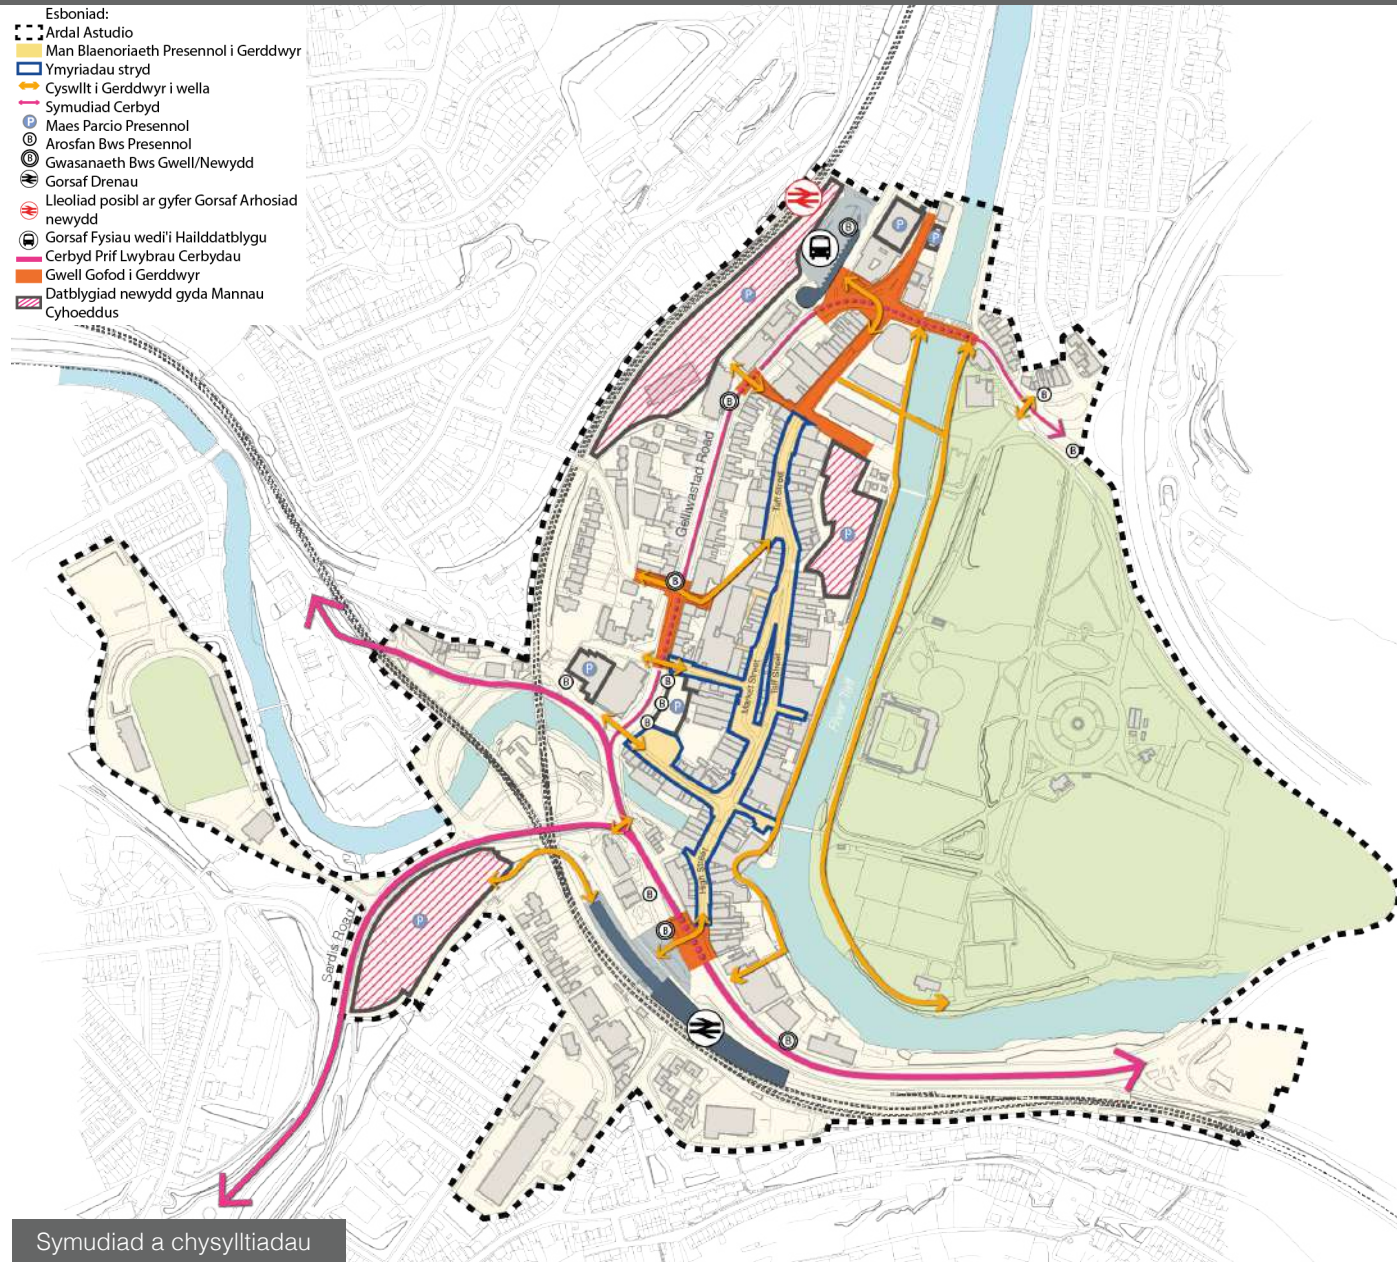 Esboniad:
Ardal Astudio
Man Blaenoriaeth Presennol i Gerddwyr
Ymyriadau stryd
Cyswllt i Gerddwyr i wella
Symudiad Cerbyd
P Maes Parcio Presennol
B Arosfan Bws Presennol
B Gwasanaeth Bws Gwell/Newydd
Gorsaf Drenau
Lleoliad posibl ar gyfer Gorsaf Arhosiad
newydd
Gorsaf Fysiau wedi'i Hailddatblygu
Cerbyd Prif Lwybrau Cerbydau
Gwell Gofod i Gerddwyr
Datblygiad newydd gyda Mannau
Cyhoeddus
P
B
P
P
B
B
B
Gelliwastad Road
Taff Street
P
B
P
B
B
B
B
P
Market Street
Taff Street
River Taff
High Street
B
B
P
Sardis Road
B
Symudiad a chysylltiadau